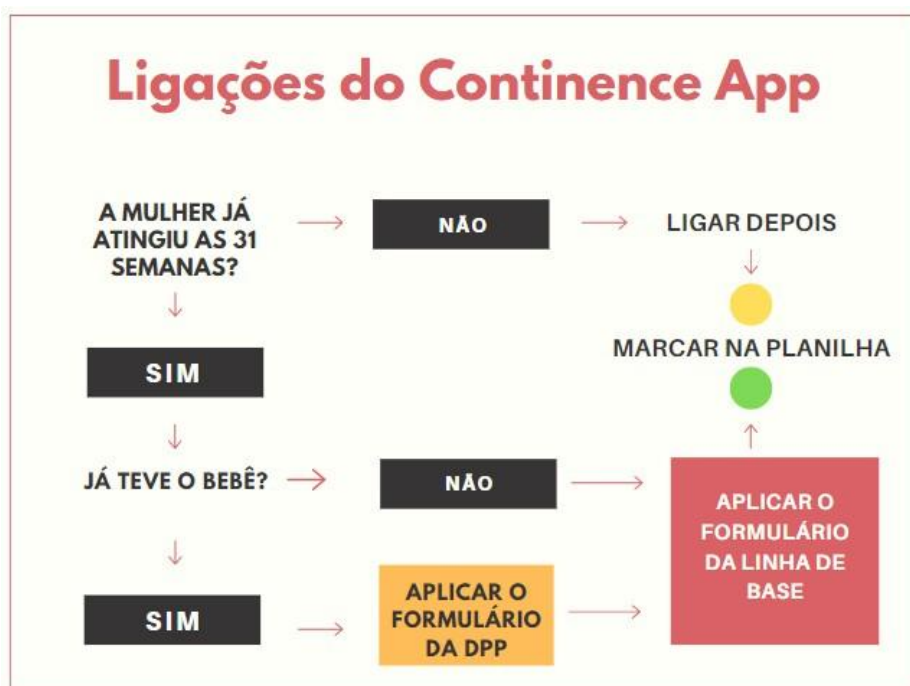 Ligações do Continence App
A MULHER JÁ
ATINGIU AS 31
SEMANAS?
NÃO
LIGAR DEPOIS
MARCAR NA PLANILHA
SIM
JÁ TEVE O BEBÊ?
NÃO
APLICAR O
FORMULÁRIO
DA LINHA DE
BASE
SIM
APLICAR O
FORMULÁRIO
DA DPP